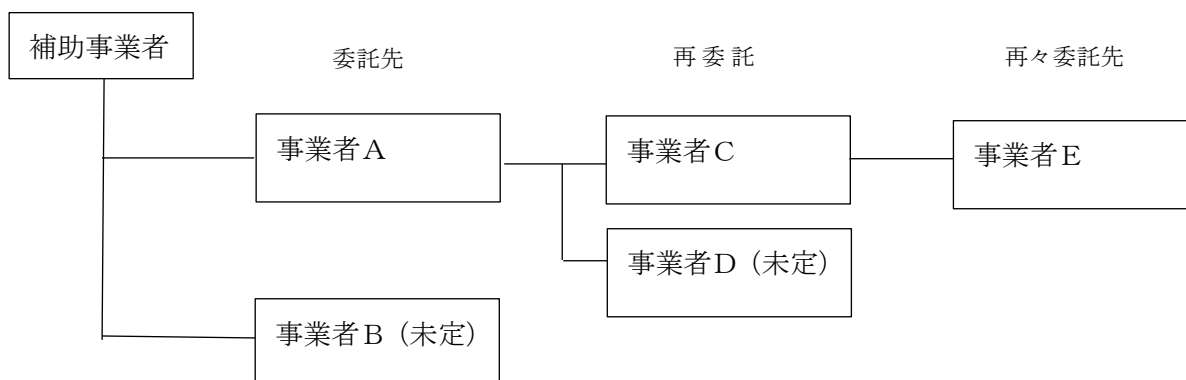 補助事業者
委託先
再 委 託
再々委託先
事業者A
事業者C
事業者E
事業者D（未定）
事業者B（未定）